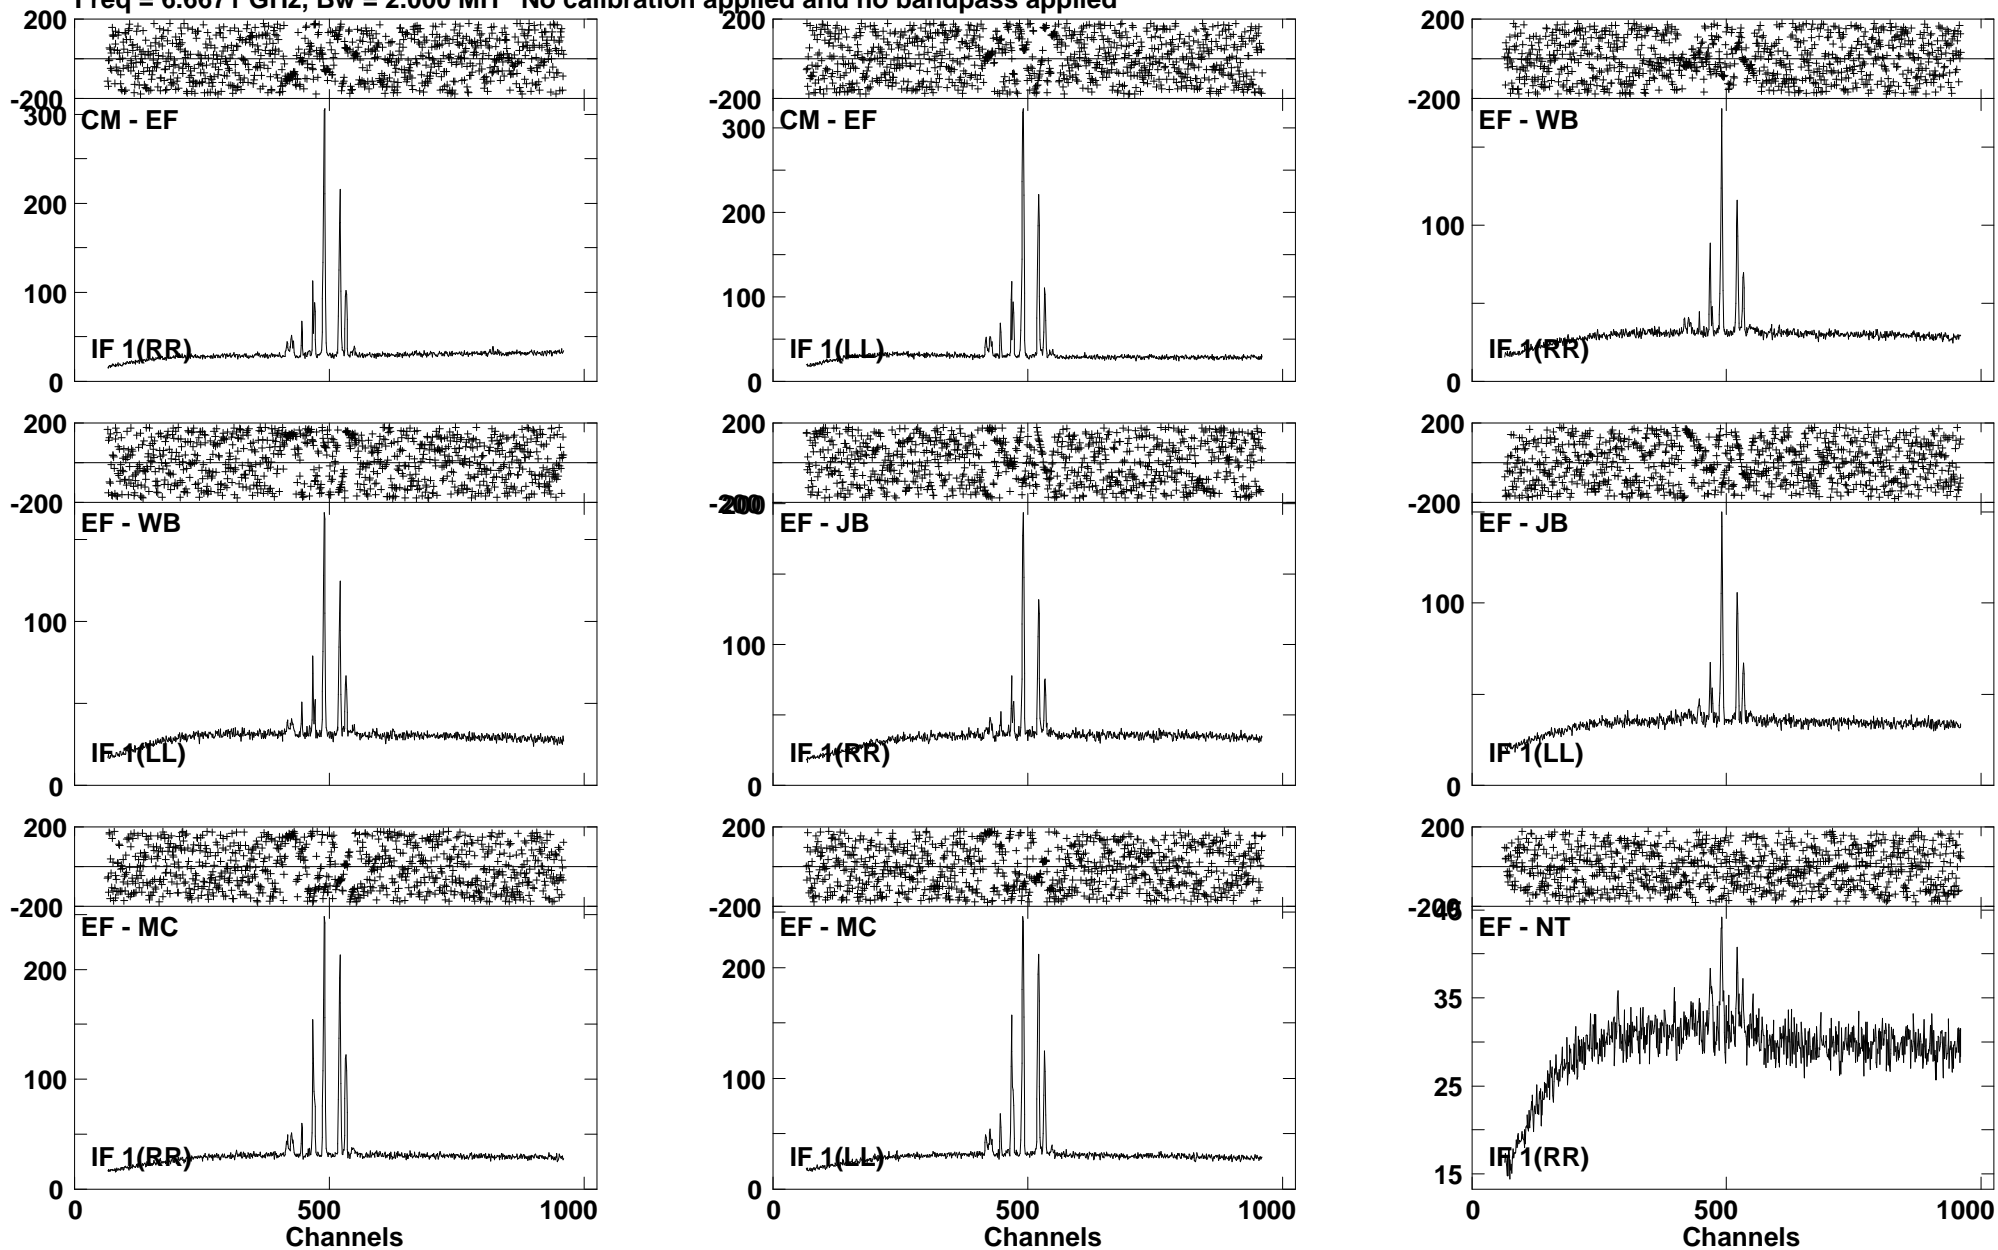 Freq = 6.6671 GHz, Bw = 2.000 MH No calibration applied and no bandpass applied
200 200 200
-200 -200 -200
CM - EF CM - EF EF - WB
300 300
200 200
100 100 100
IF 1(RR) IF 1(LL) IF 1(RR)
0 0 0
200 200 200
-200 -200 200 -200
EF - WB EF - JB EF - JB
100 100 100
IF 1(LL) IF 1(RR) IF 1(LL)
0 0 0
200 200 200
-200 -200 -200 45
EF - MC EF - MC EF - NT
200 200 35
100 100 25
IF 1(RR) IF 1(LL) IF 1(RR)
0 0 15
0 500 1000 0 500 1000 0 500 1000
Channels Channels Channels